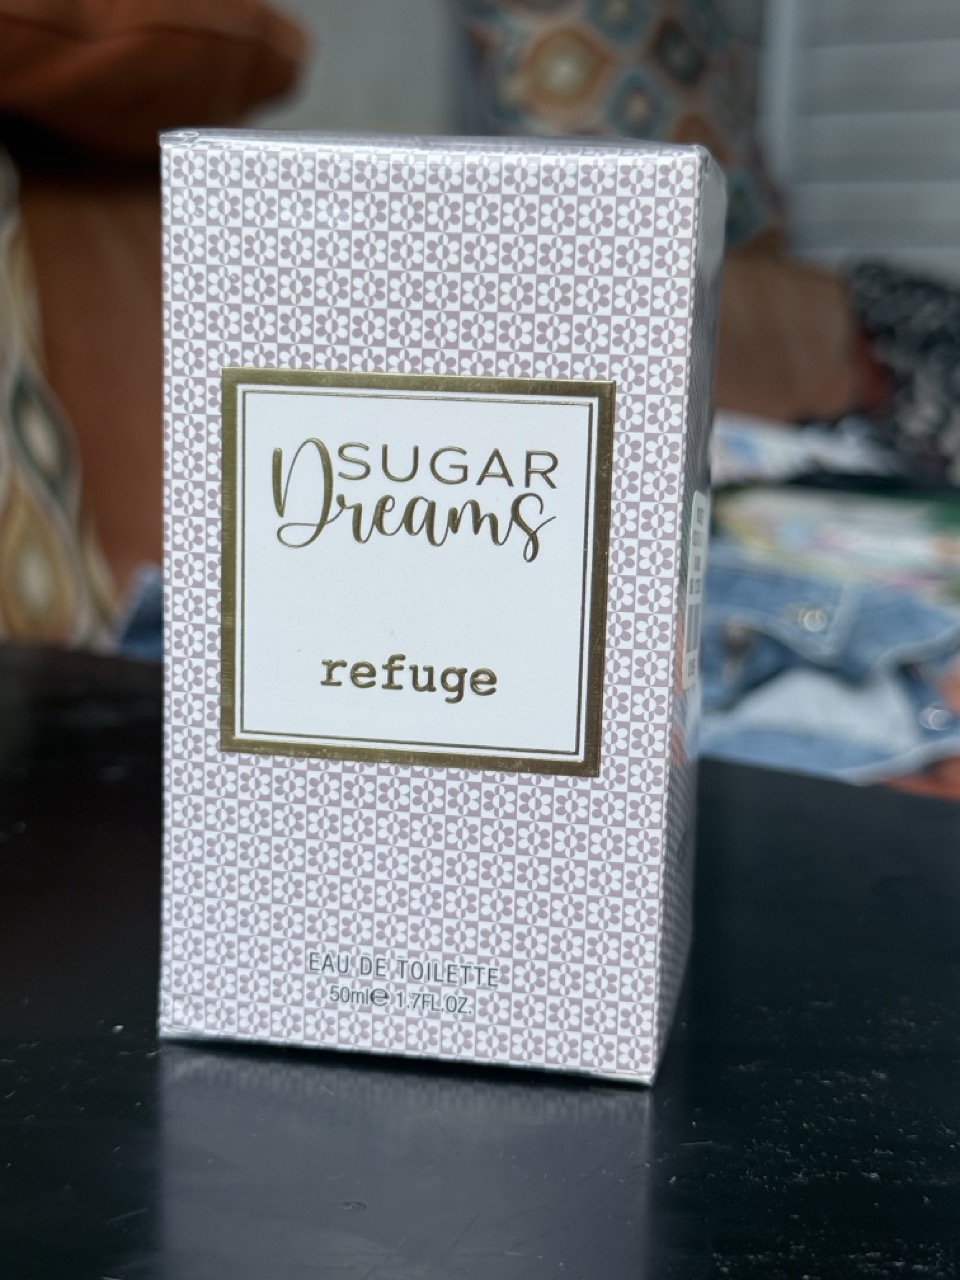 SUGAR
Dreams
refuge
EAU DE TOILETTE
50ml℮ 1.7FL.OZ.